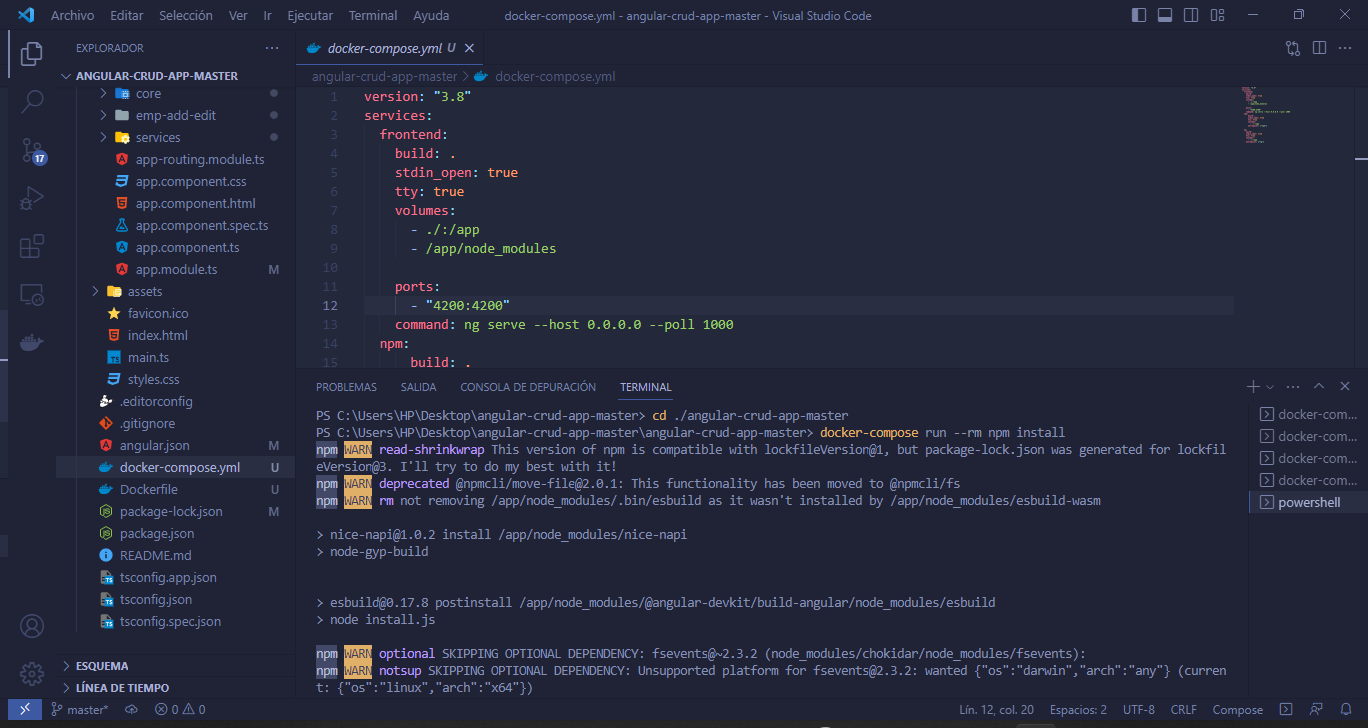 Archivo Editar Selección Ver Ir Ejecutar Terminal Ayuda
docker-compose.yml - angular-crud-app-master - Visual Studio Code
EXPLORADOR
ANGULAR-CRUD-APP-MASTER
core
emp-add-edit
services
app-routing.module.ts
app.component.css
app.component.html
app.component.spec.ts
app.component.ts
app.module.ts M
assets
favicon.ico
index.html
main.ts
styles.css
.editorconfig
.gitignore
angular.json M
docker-compose.yml U
Dockerfile U
package-lock.json M
package.json
README.md
tsconfig.app.json
tsconfig.json
tsconfig.spec.json
ESQUEMA
LÍNEA DE TIEMPO
17
docker-compose.yml U
angular-crud-app-master > docker-compose.yml
1 version: "3.8"
2 services:
3 frontend:
4 build: .
5 stdin_open: true
6 tty: true
7 volumes:
8 - ./:/app
9 - /app/node_modules
10
11 ports:
12 - "4200:4200"
13 command: ng serve --host 0.0.0.0 --poll 1000
14 npm:
15 build: .
PROBLEMAS SALIDA CONSOLA DE DEPURACIÓN TERMINAL
PS C:\Users\HP\Desktop\angular-crud-app-master> cd ./angular-crud-app-master
PS C:\Users\HP\Desktop\angular-crud-app-master\angular-crud-app-master> docker-compose run --rm npm install
npm WARN read-shrinkwrap This version of npm is compatible with lockfileVersion@1, but package-lock.json was generated for lockfil
eVersion@3. I'll try to do my best with it!
npm WARN deprecated @npmcli/move-file@2.0.1: This functionality has been moved to @npmcli/fs
npm WARN rm not removing /app/node_modules/.bin/esbuild as it wasn't installed by /app/node_modules/esbuild-wasm
> nice-napi@1.0.2 install /app/node_modules/nice-napi
> node-gyp-build
> esbuild@0.17.8 postinstall /app/node_modules/@angular-devkit/build-angular/node_modules/esbuild
> node install.js
npm WARN optional SKIPPING OPTIONAL DEPENDENCY: fsevents@~2.3.2 (node_modules/chokidar/node_modules/fsevents):
npm WARN notsup SKIPPING OPTIONAL DEPENDENCY: Unsupported platform for fsevents@2.3.2: wanted {"os":"darwin","arch":"any"} (curren
t: {"os":"linux","arch":"x64"})
docker-com...
docker-com...
docker-com...
docker-com...
powershell
master* 0 0 Lín. 12, col. 20 Espacios: 2 UTF-8 CRLF Compose